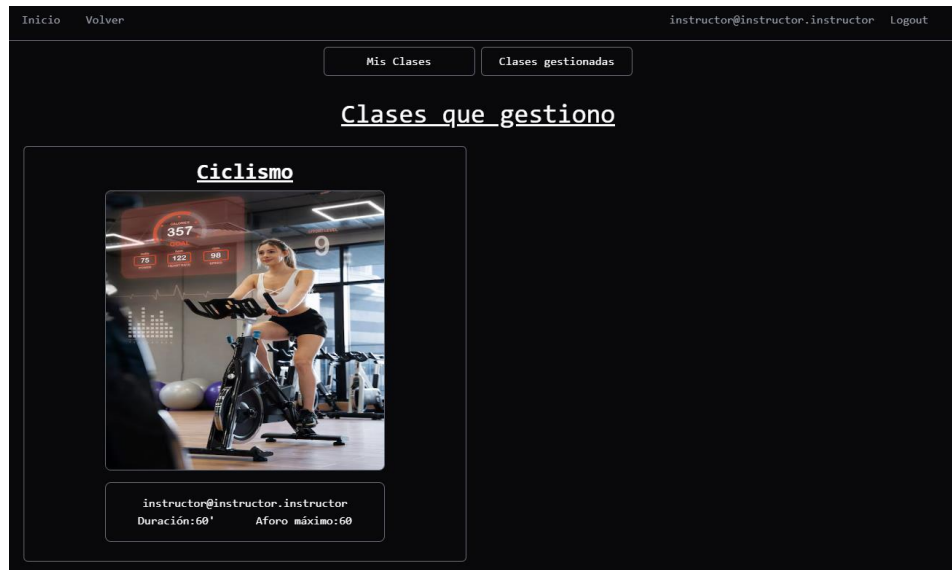 Inicio Volver instructor@instructor.instructor Logout
Mis Clases Clases gestionadas
Clases que gestiono
Ciclismo
357
9
75 122 98
instructor@instructor.instructor
Duración:60' Aforo máximo:60